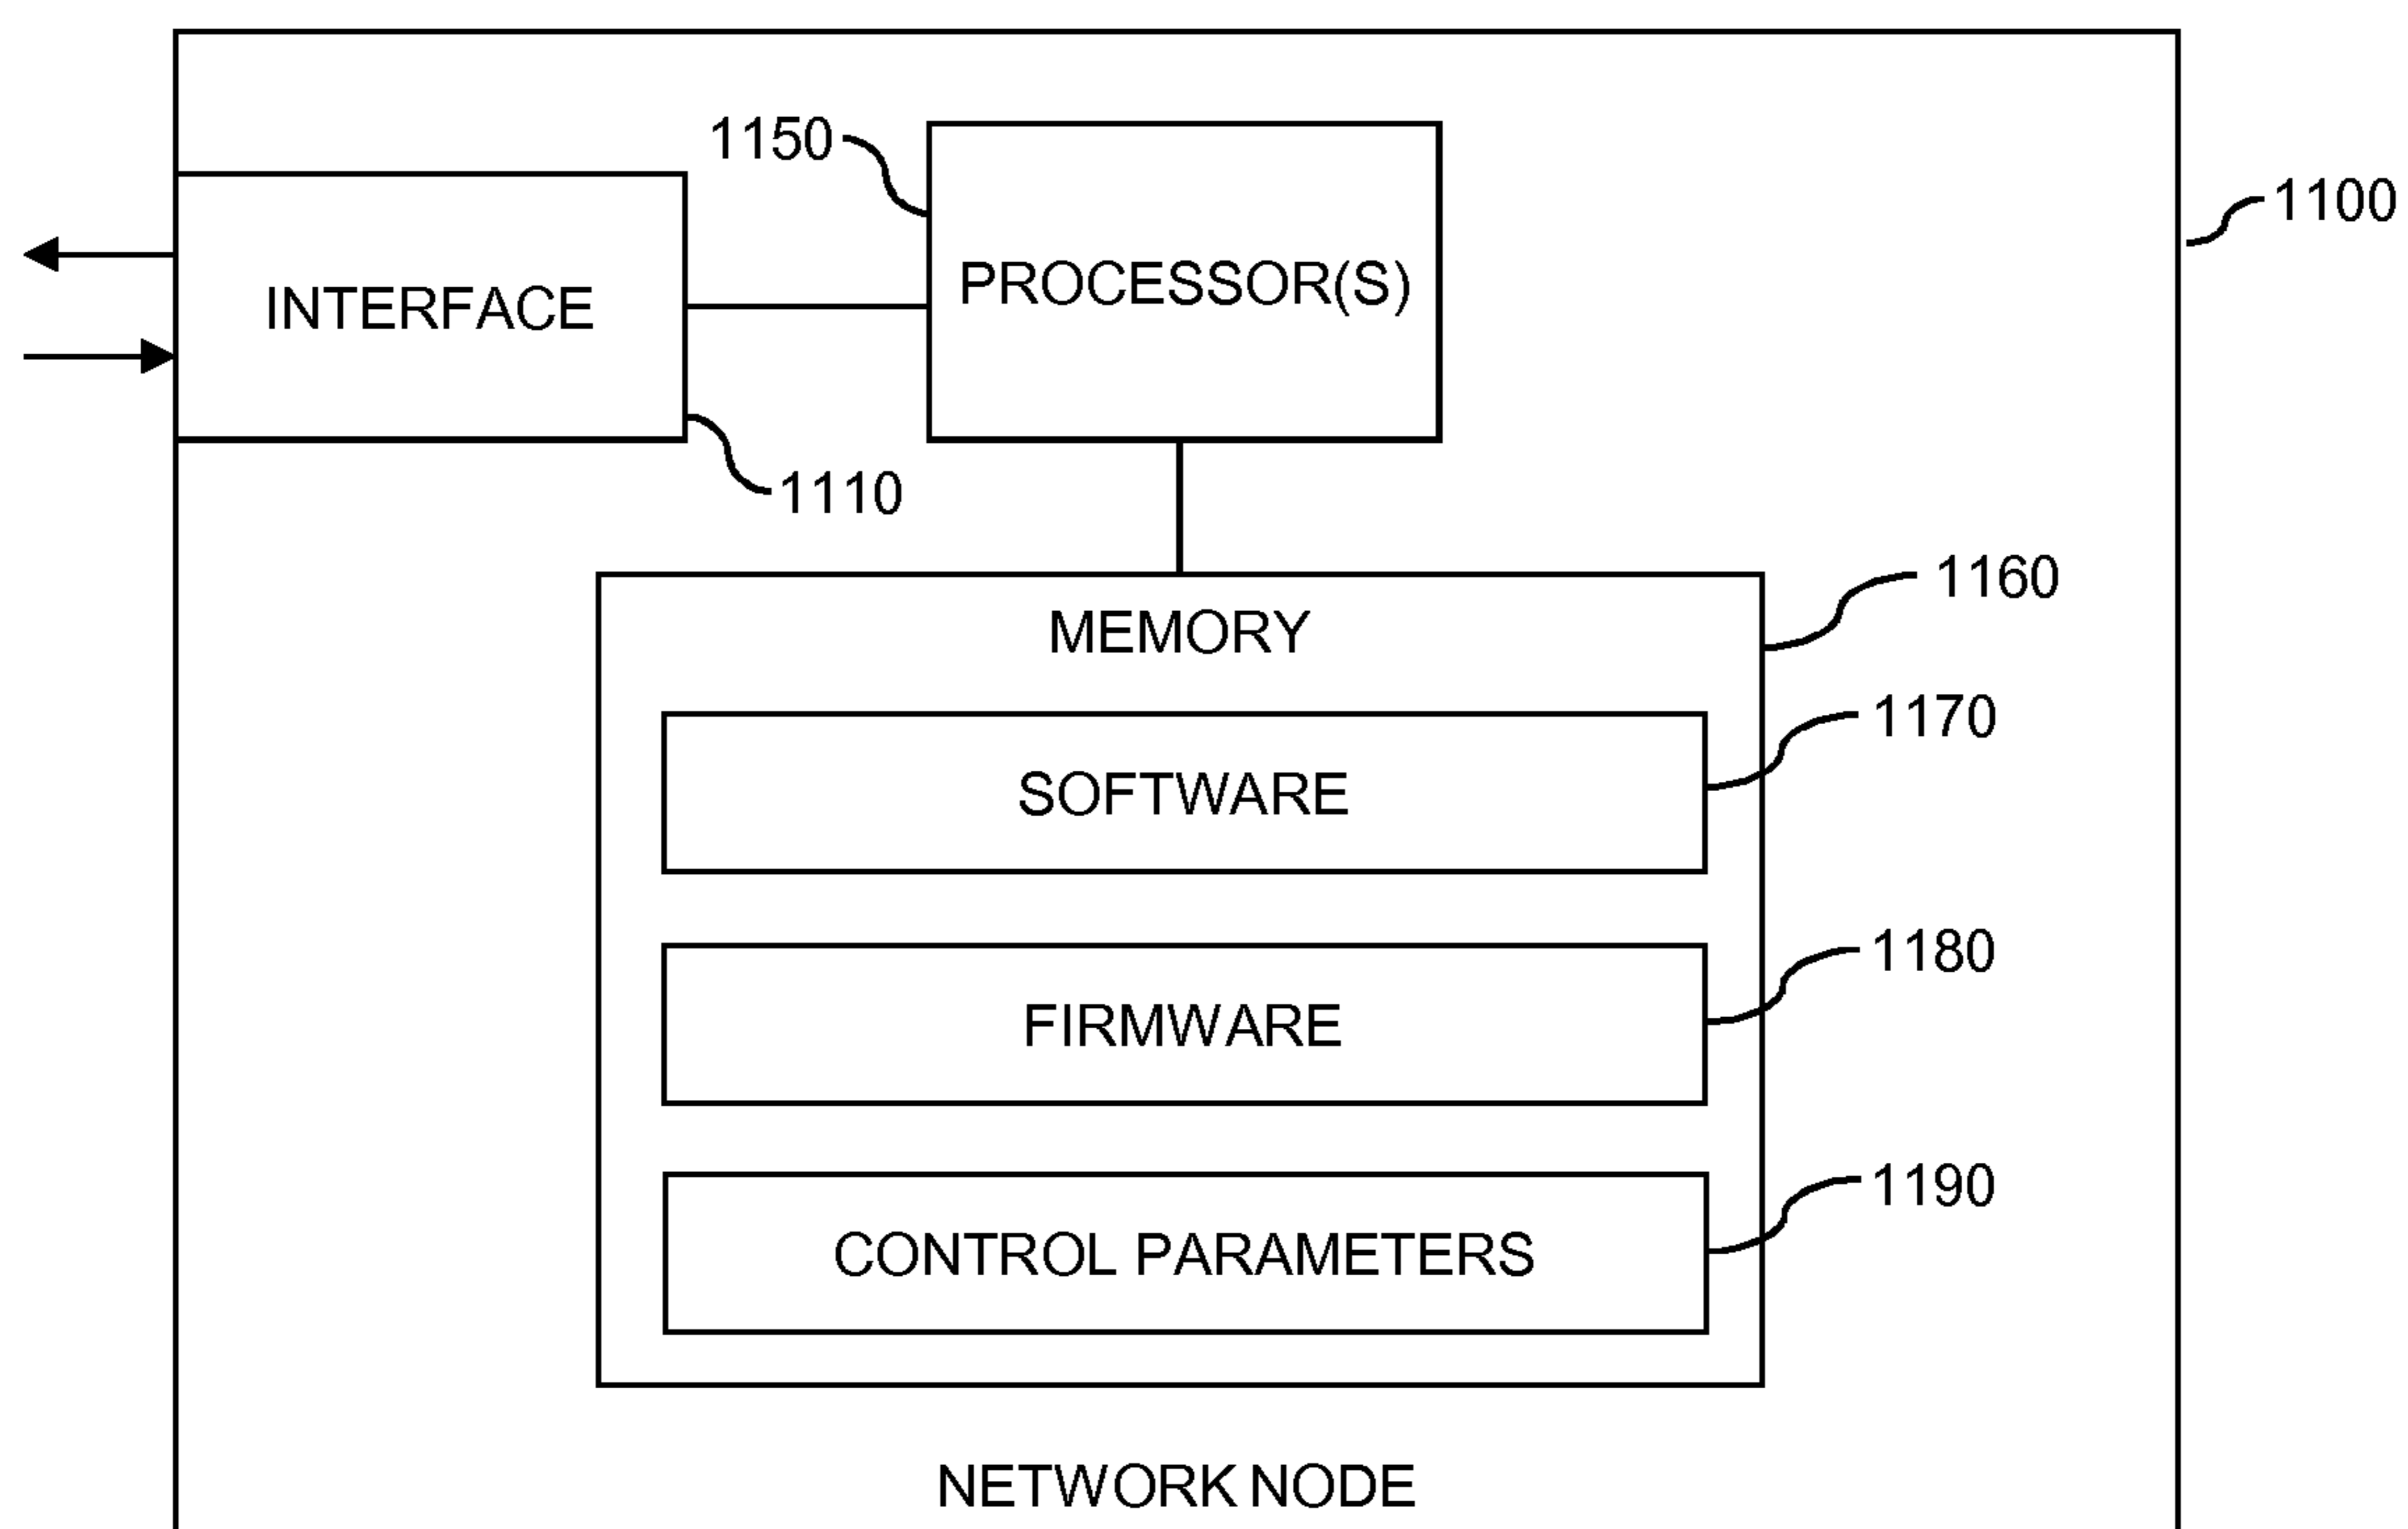 1150
1100
PROCESSOR(S)
INTERFACE
1110
1160
MEMORY
1170
SOFTWARE
1180
FIRMWARE
1190
CONTROL PARAMETERS
NETWORK NODE